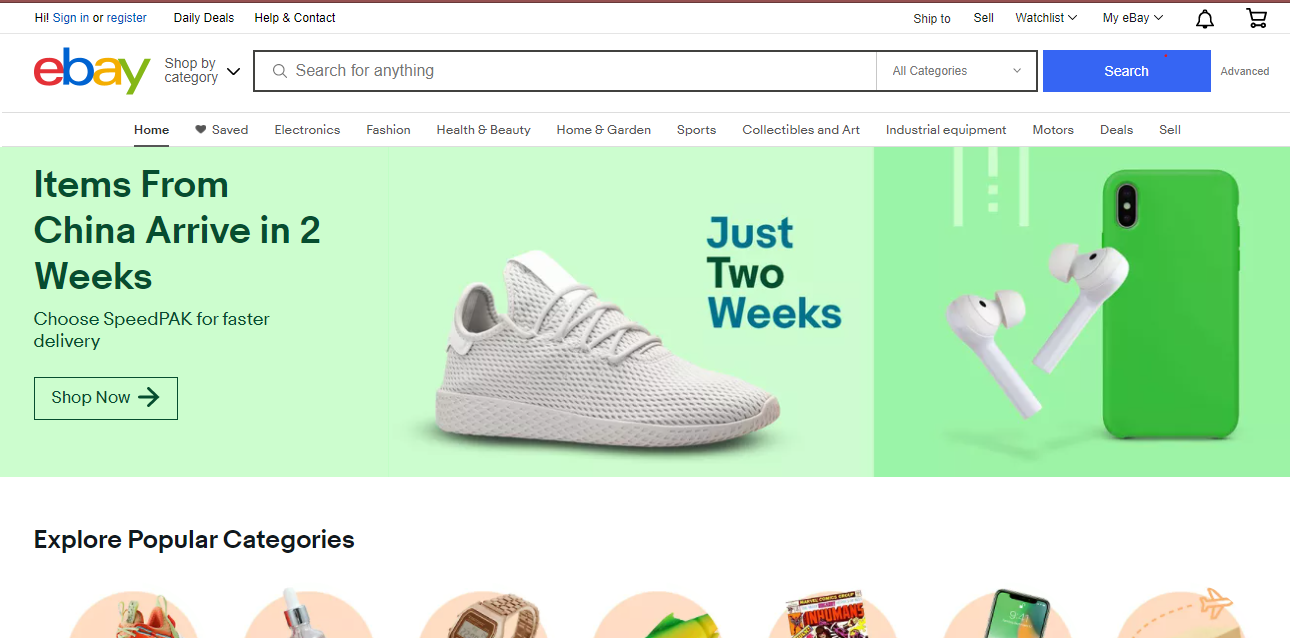 Hi! Sign in or register Daily Deals Help & Contact Ship to Sell Watchlist My eBay
ebay Shop by category Search for anything All Categories Search Advanced
Home Saved Electronics Fashion Health & Beauty Home & Garden Sports Collectibles and Art Industrial equipment Motors Deals Sell
Items From
China Arrive in 2
Weeks
Choose SpeedPAK for faster
delivery
Shop Now
Just
Two
Weeks
Explore Popular Categories
MARVEL COMICS GROUP
INHUMANS